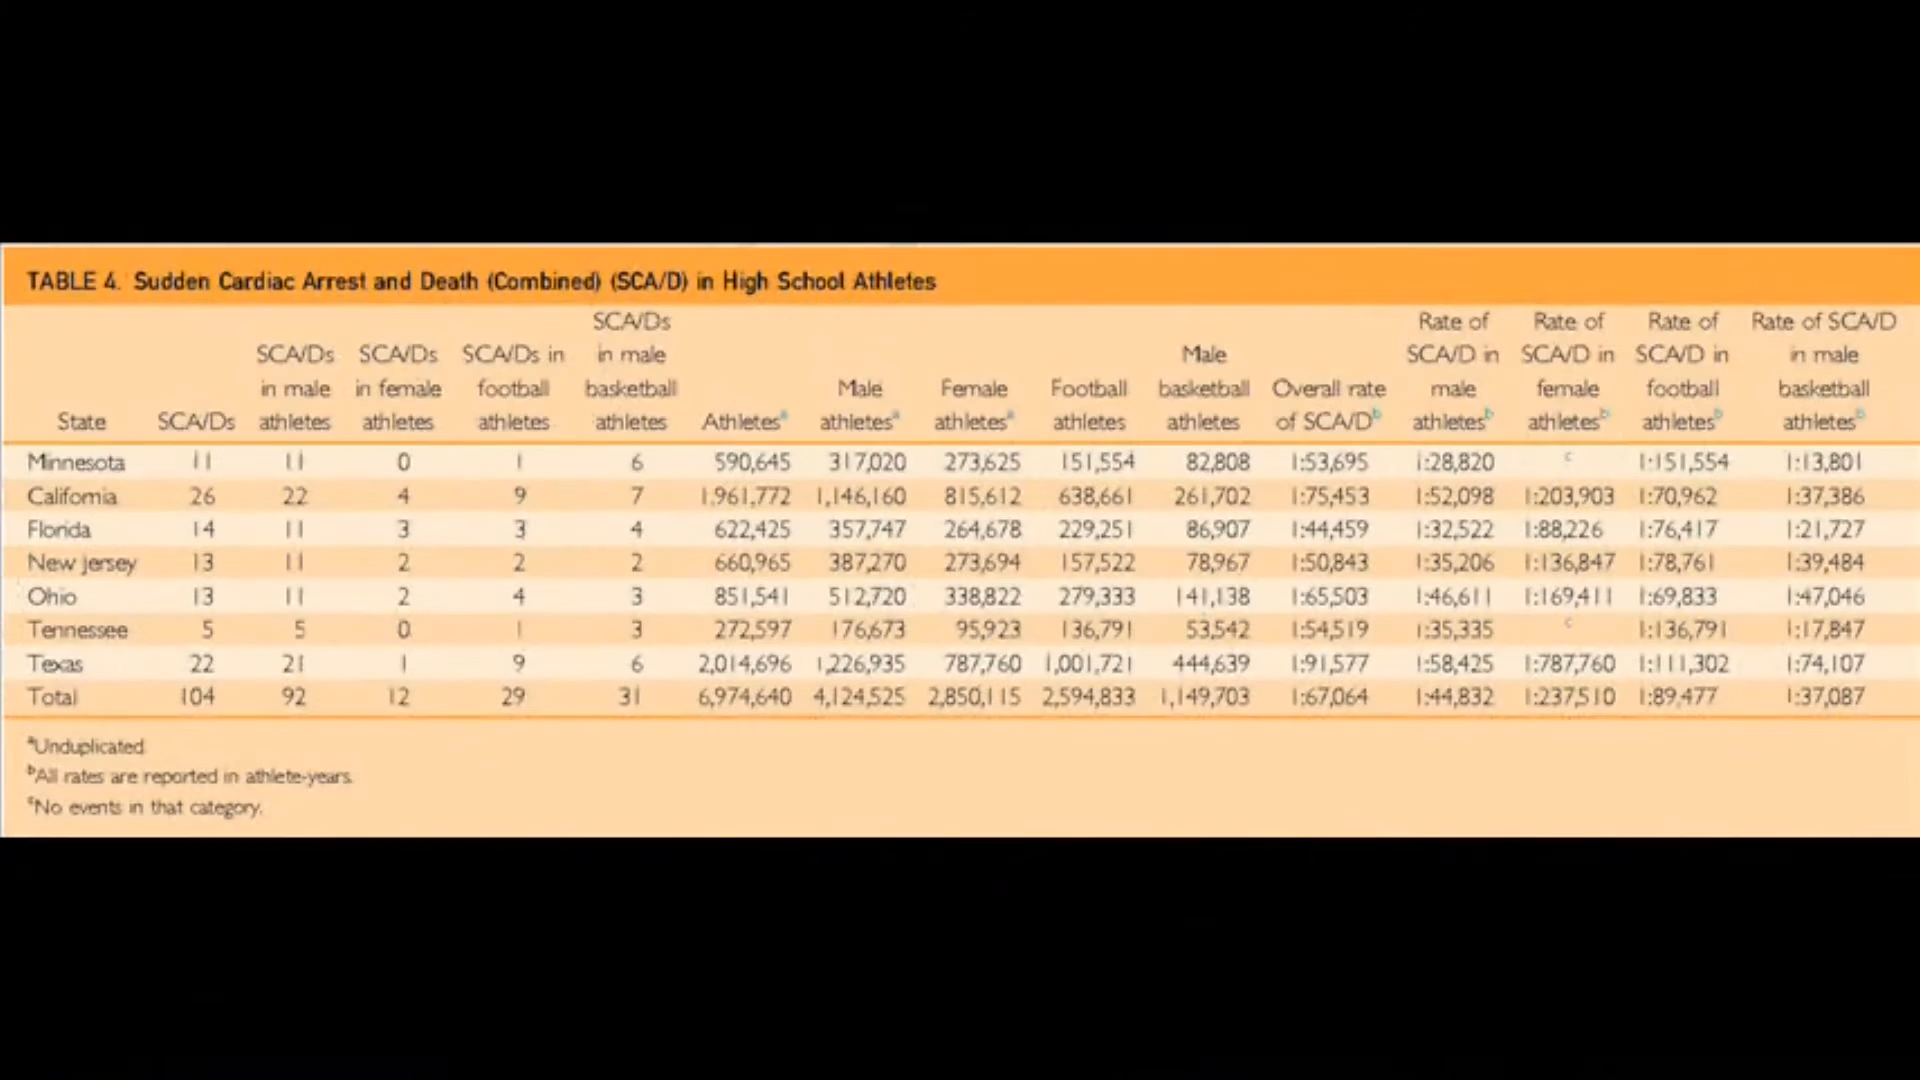 TABLE 4. Sudden Cardiac Arrest and Death (Combined) (SCA/D) in High School Athletes
State SCA/Ds SCA/Ds in male athletes SCA/Ds in female athletes SCA/Ds in football athletes SCA/Ds in male basketball athletes Athletesᵃ Male athletesᵃ Female athletesᵃ Football athletes Male basketball athletes Overall rate of SCA/Dᵇ Rate of SCA/D in male athletesᵇ Rate of SCA/D in female athletesᵇ Rate of SCA/D in football athletesᵇ Rate of SCA/D in male basketball athletesᵇ
Minnesota 11 11 0 1 6 590,645 317,020 273,625 151,554 82,808 1:53,695 1:28,820 c 1:151,554 1:13,801
California 26 22 4 9 7 1,961,772 1,146,160 815,612 638,661 261,702 1:75,453 1:52,098 1:203,903 1:70,962 1:37,386
Florida 14 11 3 3 4 622,425 357,747 264,678 229,251 86,907 1:44,459 1:32,522 1:88,226 1:76,417 1:21,727
New Jersey 13 11 2 2 2 660,965 387,270 273,694 157,522 78,967 1:50,843 1:35,206 1:136,847 1:78,761 1:39,484
Ohio 13 11 2 4 3 851,541 512,720 338,822 279,333 141,138 1:65,503 1:46,611 1:169,411 1:69,833 1:47,046
Tennessee 5 5 0 1 3 272,597 176,673 95,923 136,791 53,542 1:54,519 1:35,335 c 1:136,791 1:17,847
Texas 22 21 1 9 6 2,014,696 1,226,935 787,760 1,001,721 444,639 1:91,577 1:58,425 1:787,760 1:111,302 1:74,107
Total 104 92 12 29 31 6,974,640 4,124,525 2,850,115 2,594,833 1,149,703 1:67,064 1:44,832 1:237,510 1:89,477 1:37,087
ᵃUnduplicated
ᵇAll rates are reported in athlete-years.
ᶜNo events in that category.